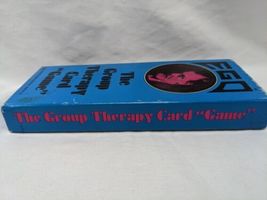 EGO
The
Group
Therapy
Card
"Game"
The Group Therapy Card "Game"